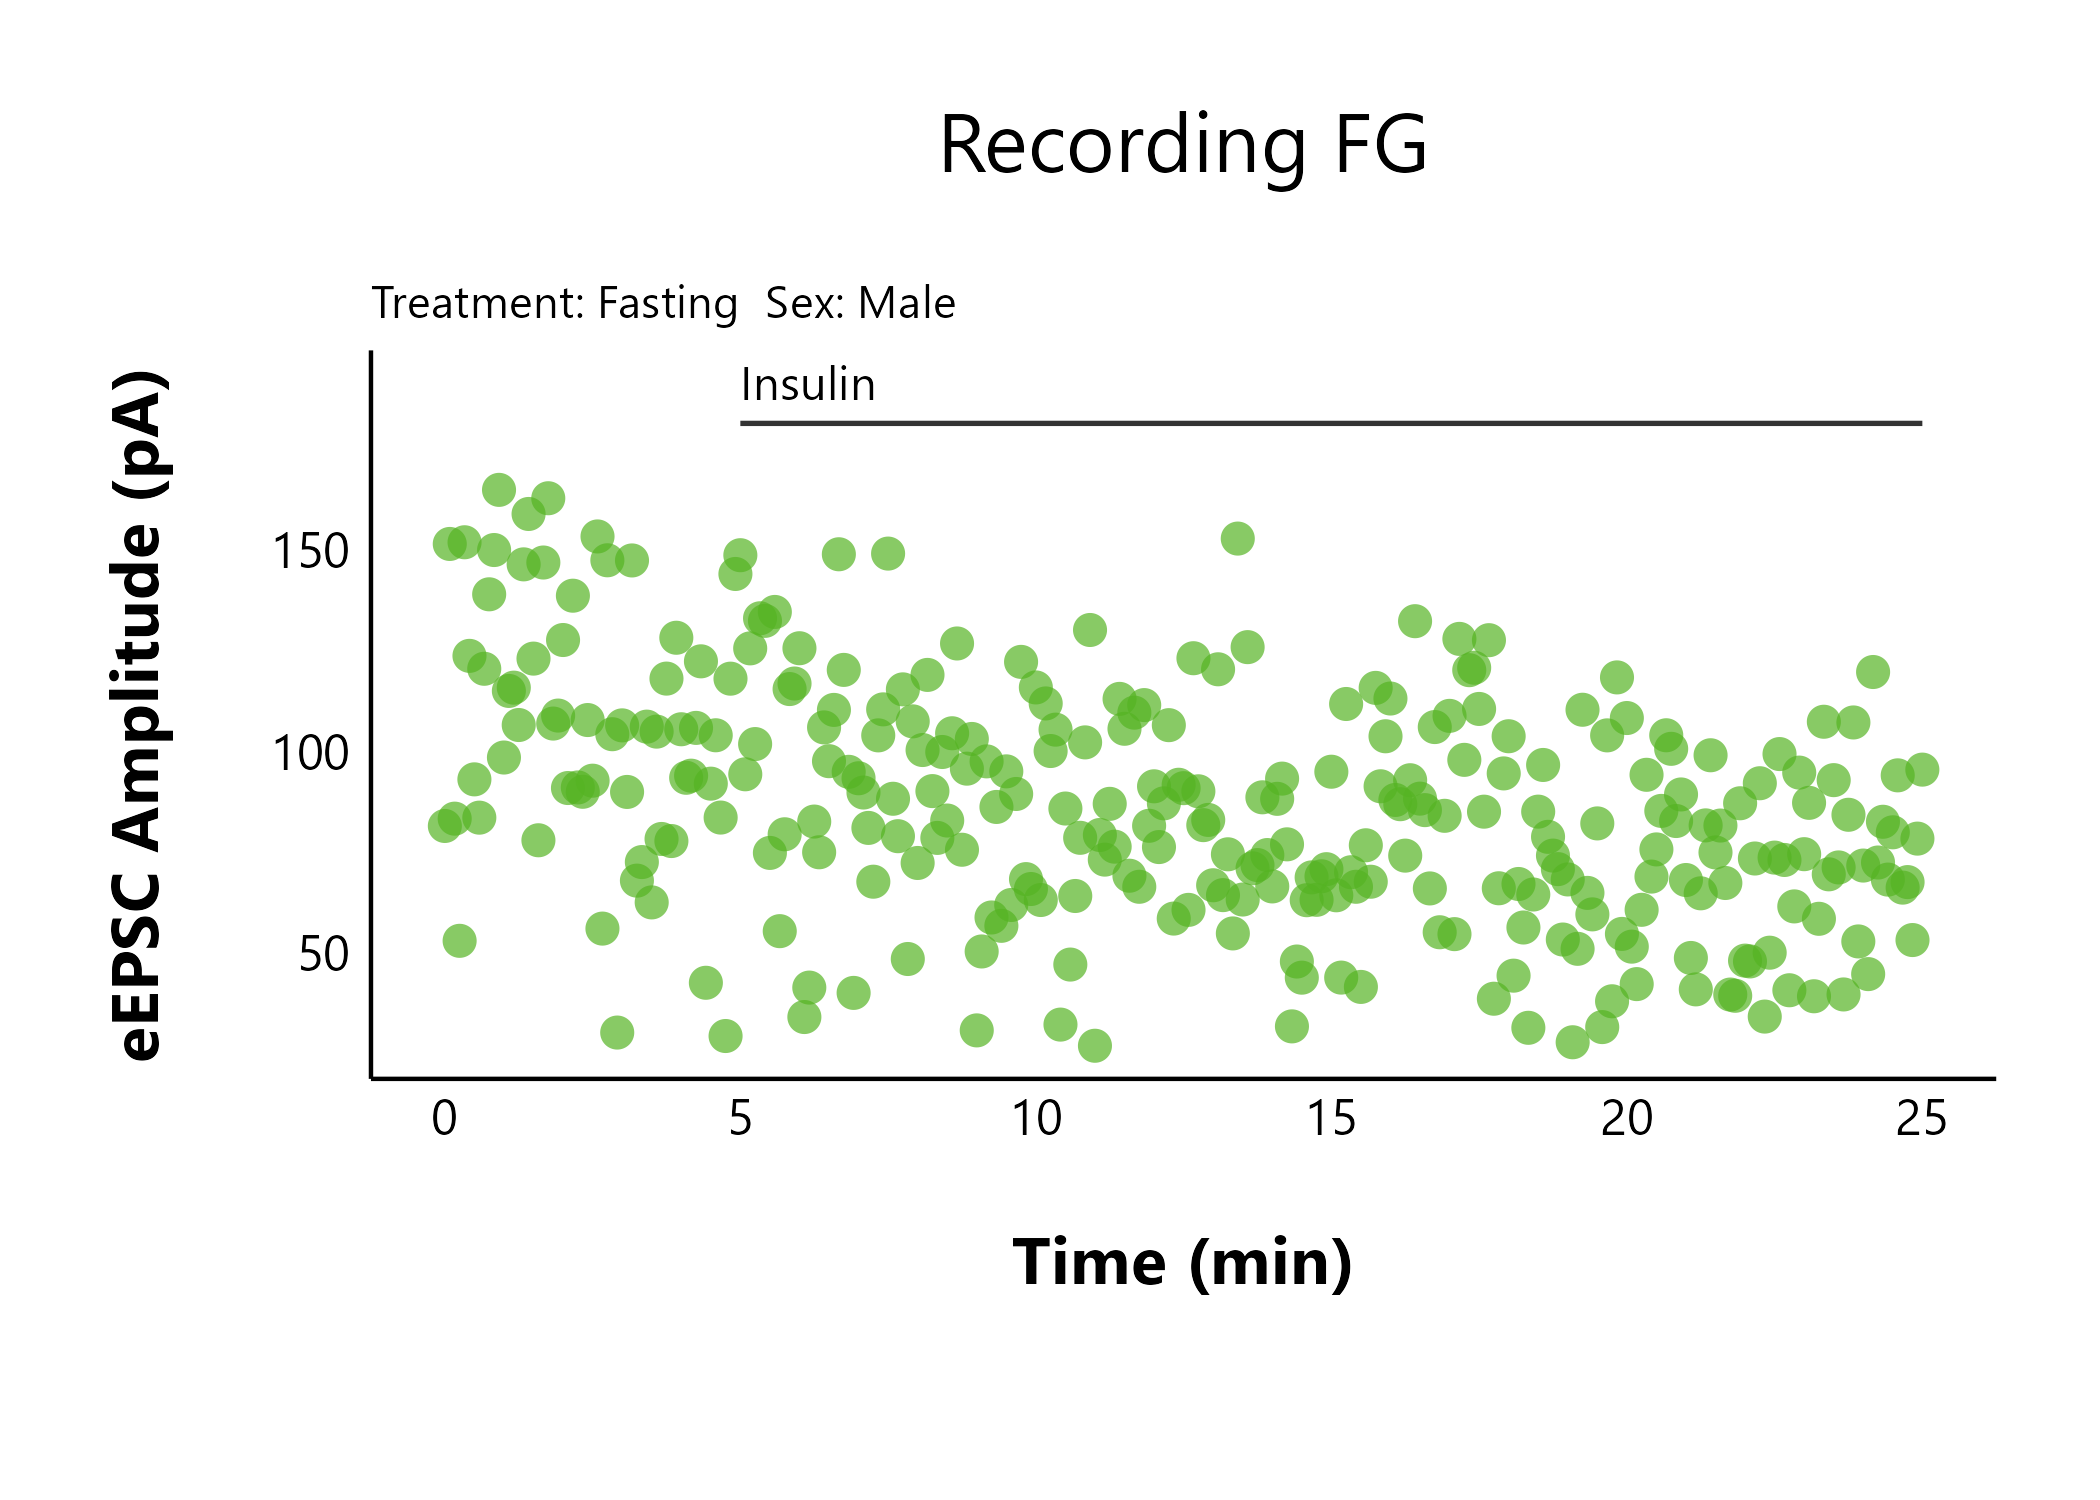 Recording FG
Treatment: Fasting  Sex: Male
Insulin
eEPSC Amplitude (pA)
150
100
50
0 5 10 15 20 25
Time (min)